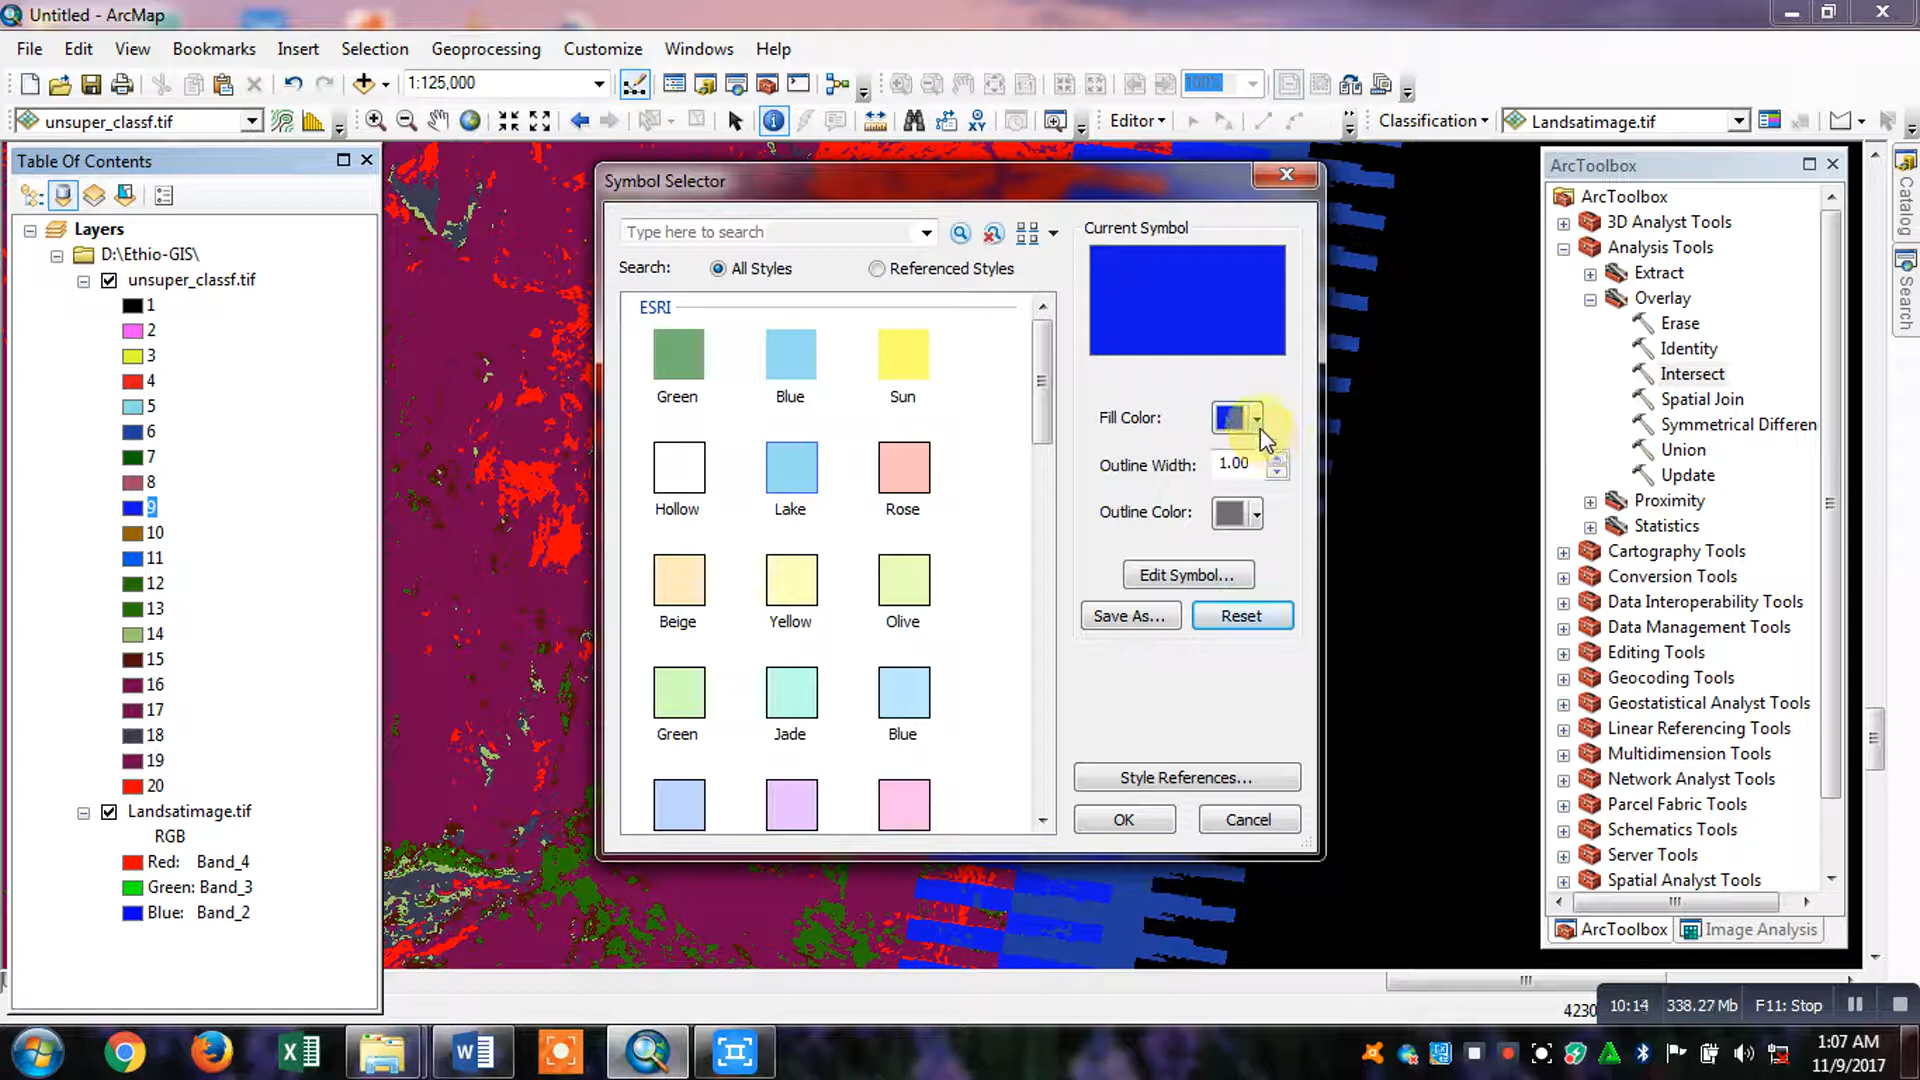 Untitled - ArcMap
File Edit View Bookmarks Insert Selection Geoprocessing Customize Windows Help
1:125,000
100%
unsuper_classf.tif
Editor
Classification
Landsatimage.tif
Table Of Contents
Layers
D:\Ethio-GIS\
unsuper_classf.tif
1
2
3
4
5
6
7
8
9
10
11
12
13
14
15
16
17
18
19
20
Landsatimage.tif
RGB
Red: Band_4
Green: Band_3
Blue: Band_2
Symbol Selector
Type here to search
Search: All Styles Referenced Styles
ESRI
Green Blue Sun
Hollow Lake Rose
Beige Yellow Olive
Green Jade Blue
Current Symbol
Fill Color:
Outline Width: 1.00
Outline Color:
Edit Symbol...
Save As... Reset
Style References...
OK Cancel
ArcToolbox
ArcToolbox
3D Analyst Tools
Analysis Tools
Extract
Overlay
Erase
Identity
Intersect
Spatial Join
Symmetrical Differen
Union
Update
Proximity
Statistics
Cartography Tools
Conversion Tools
Data Interoperability Tools
Data Management Tools
Editing Tools
Geocoding Tools
Geostatistical Analyst Tools
Linear Referencing Tools
Multidimension Tools
Network Analyst Tools
Parcel Fabric Tools
Schematics Tools
Server Tools
Spatial Analyst Tools
ArcToolbox Image Analysis
Catalog
Search
4230
10:14 338.27 Mb F11: Stop
1:07 AM
11/9/2017